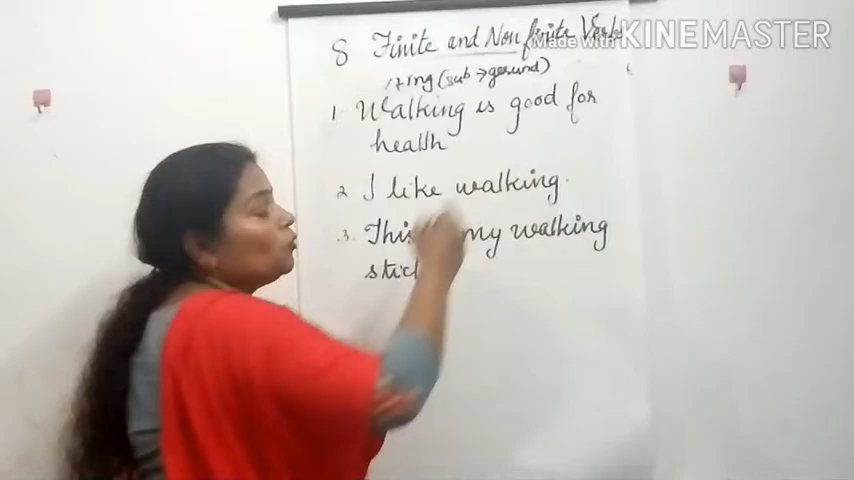 8 Finite and Non finite Verbs
Made with KINEMASTER
v+ing (sub → gerund)
1. Walking is good for
health
2 I like walking.
3. This my walking
stick